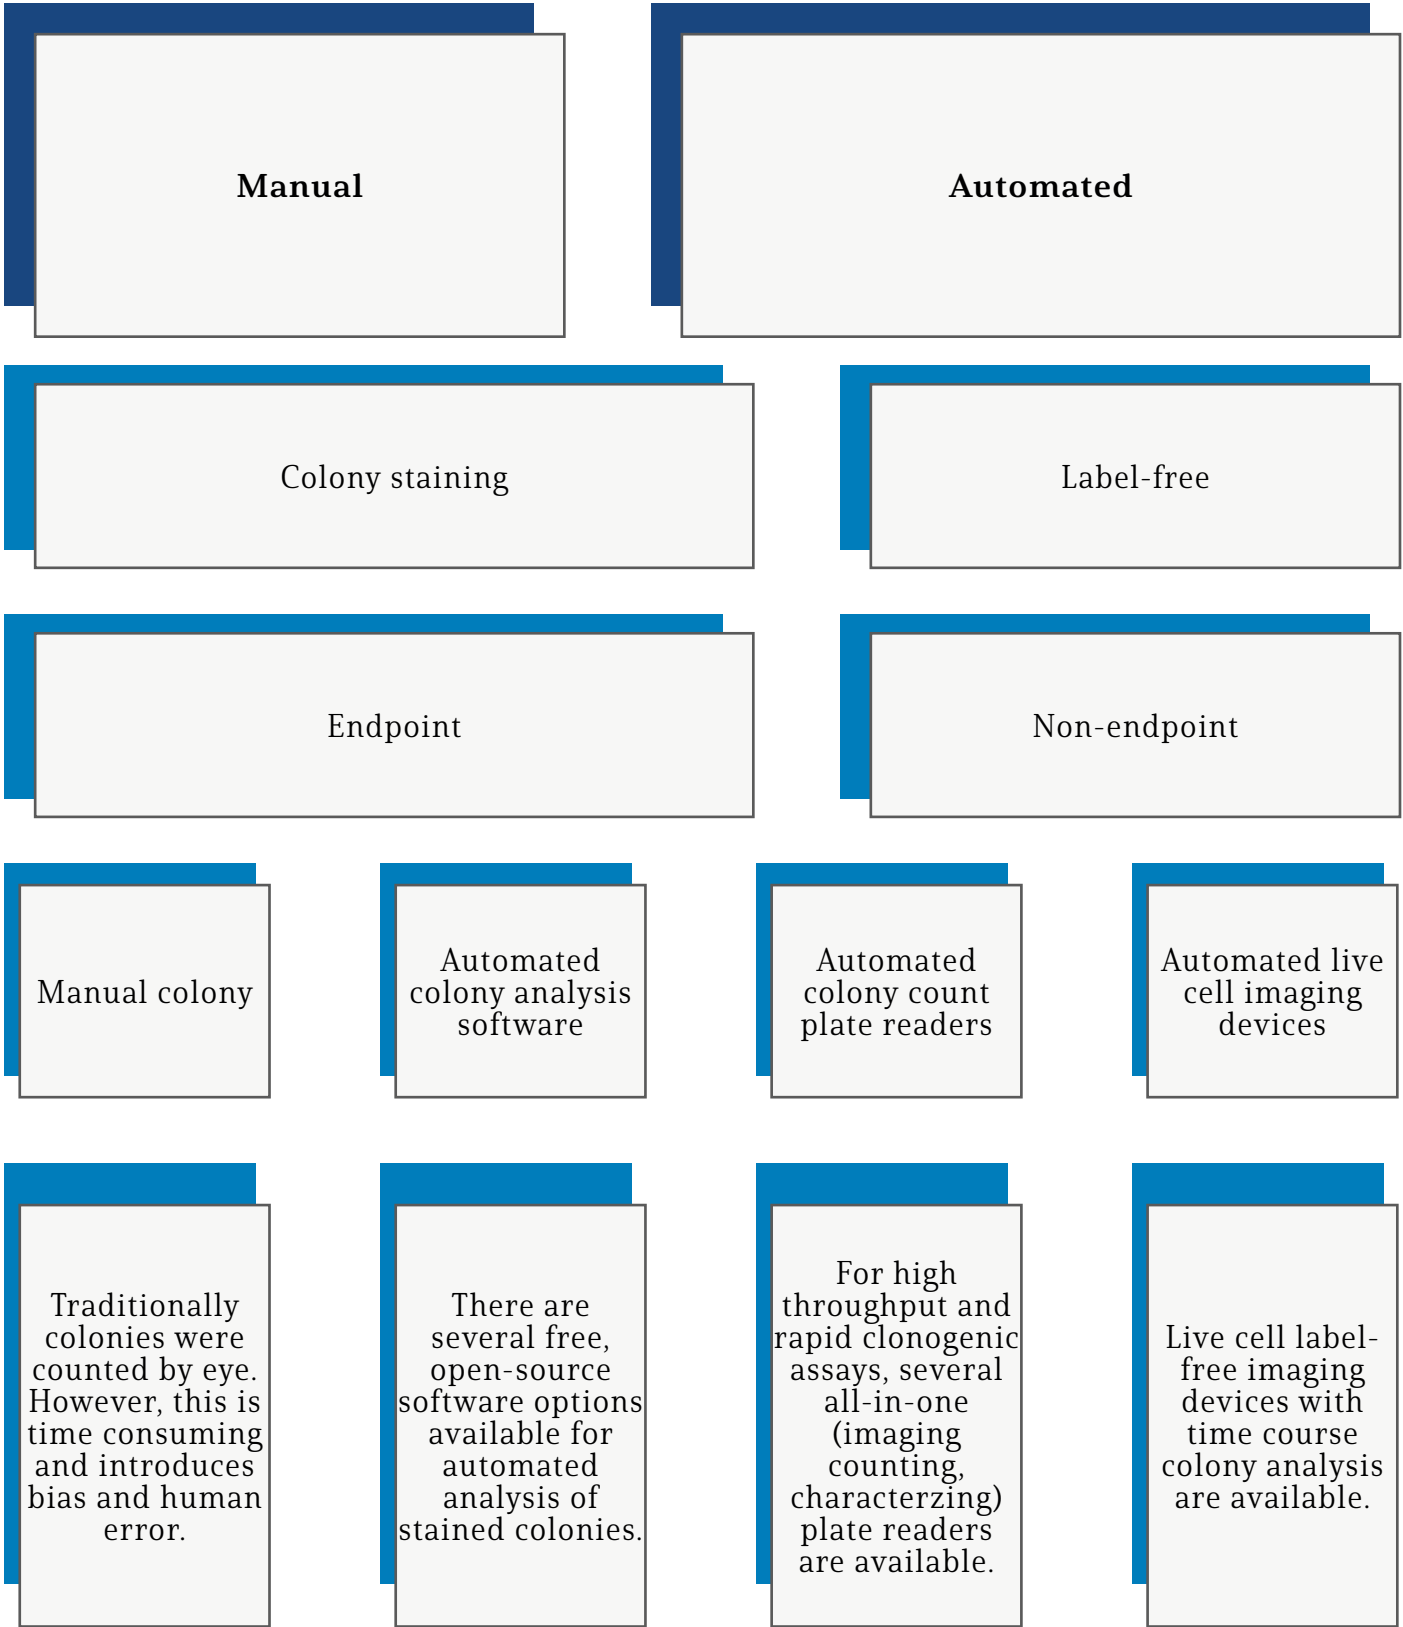 Manual
Automated
Colony staining
Label-free
Endpoint
Non-endpoint
Manual colony
Automated
colony analysis
software
Automated
colony count
plate readers
Automated live
cell imaging
devices
Traditionally
colonies were
counted by eye.
However, this is
time consuming
and introduces
bias and human
error.
There are
several free,
open-source
software options
available for
automated
analysis of
stained colonies.
For high
throughput and
rapid clonogenic
assays, several
all-in-one
(imaging
counting,
characterzing)
plate readers
are available.
Live cell label-
free imaging
devices with
time course
colony analysis
are available.